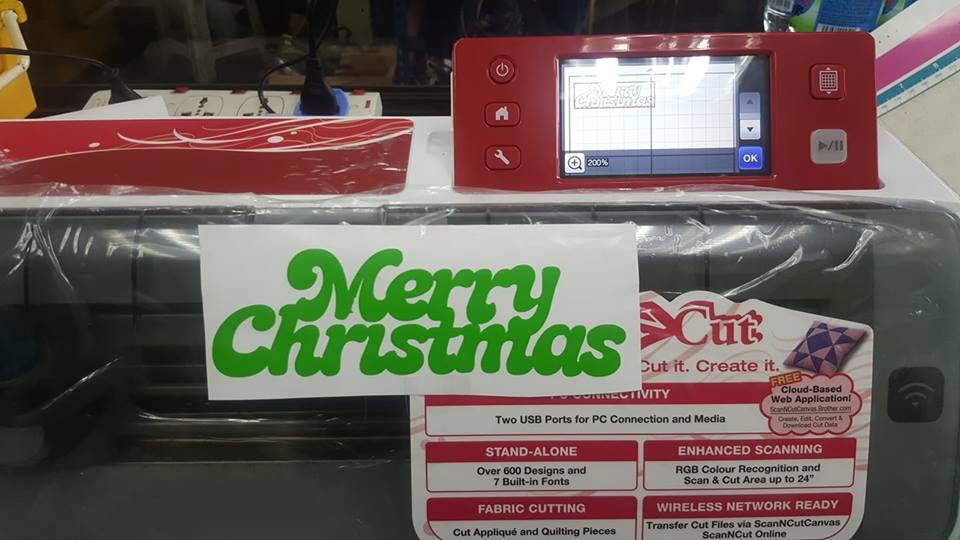 Merry
Christmas
200%
OK
Merry
Christmas
Cut
Cut it. Create it.
FREE
Cloud-Based
Web Application!
ScanNCutCanvas.Brother.com
Create, Edit, Convert &
Download Cut Data
CONNECTIVITY
Two USB Ports for PC Connection and Media
STAND-ALONE
Over 600 Designs and
7 Built-in Fonts
ENHANCED SCANNING
RGB Colour Recognition and
Scan & Cut Area up to 24"
FABRIC CUTTING
Cut Appliqué and Quilting Pieces
WIRELESS NETWORK READY
Transfer Cut Files via ScanNCutCanvas
ScanNCut Online